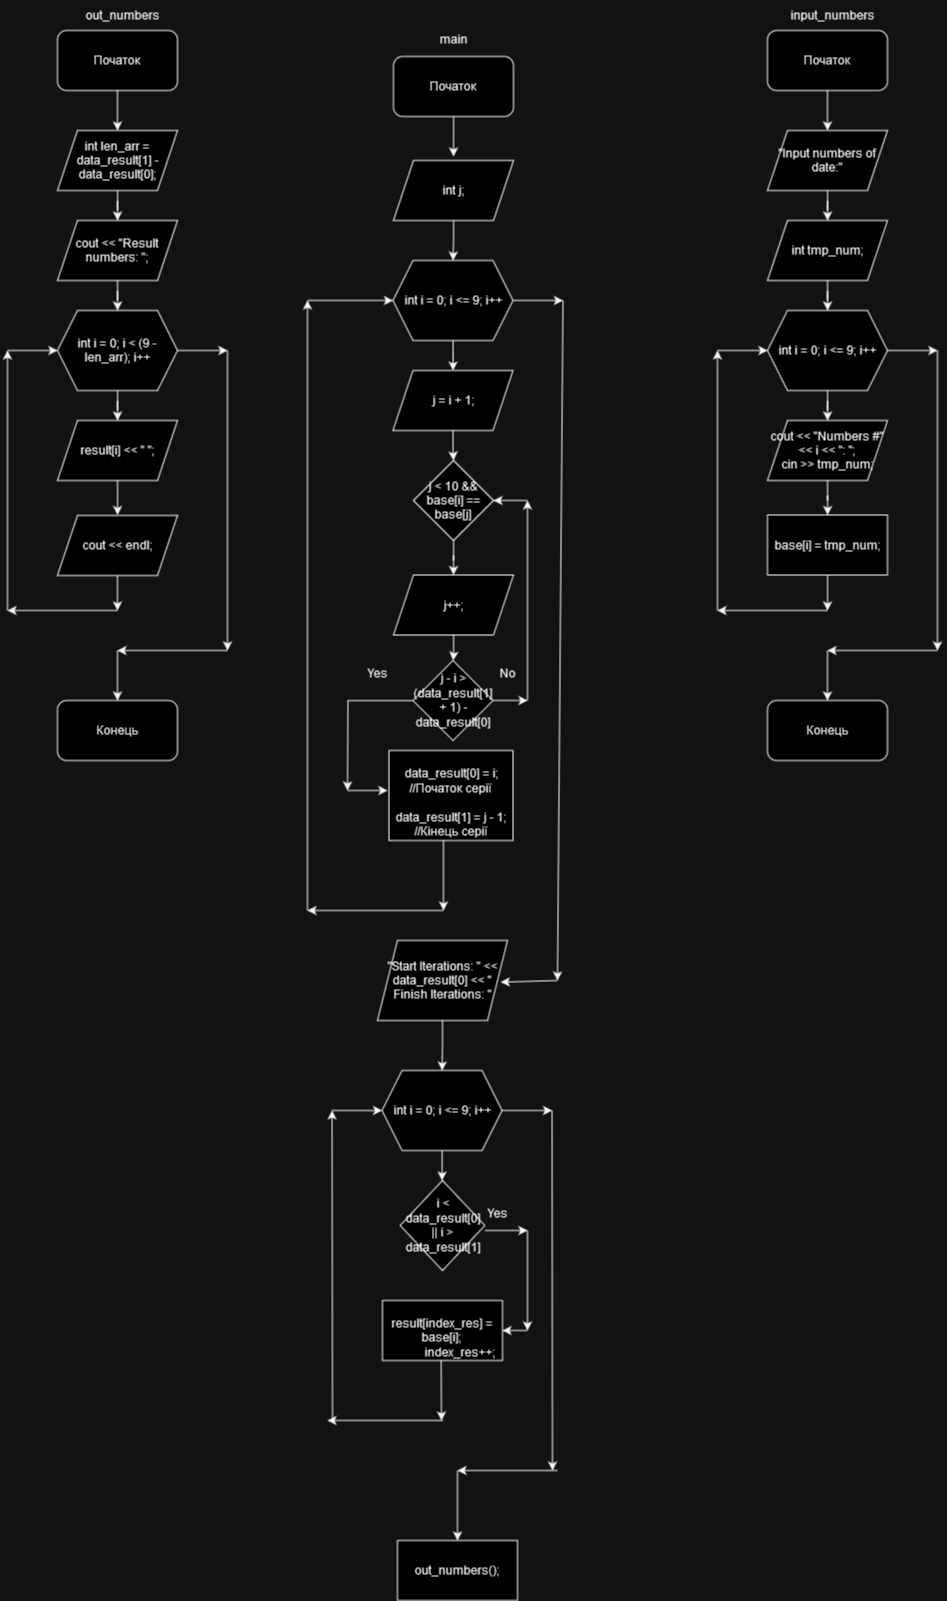 out_numbers
Початок
int len_arr =
data_result[1] -
data_result[0];
cout << "Result
numbers: ";
int i = 0; i < (9 -
len_arr); i++
result[i] << " ";
cout << endl;
Конець
main
Початок
int j;
int i = 0; i <= 9; i++
j = i + 1;
j < 10 &&
base[i] ==
base[j]
j++;
Yes
No
j - i >
(data_result[1]
+ 1) -
data_result[0]
data_result[0] = i;
//Початок серії
data_result[1] = j - 1;
//Кінець серії
"Start Iterations: " <<
data_result[0] << "
Finish Iterations: "
int i = 0; i <= 9; i++
i <
data_result[0]
|| i >
data_result[1]
Yes
result[index_res] =
base[i];
index_res++;
out_numbers();
input_numbers
Початок
"Input numbers of
date:"
int tmp_num;
int i = 0; i <= 9; i++
cout << "Numbers #"
<< i << ": ";
cin >> tmp_num;
base[i] = tmp_num;
Конець